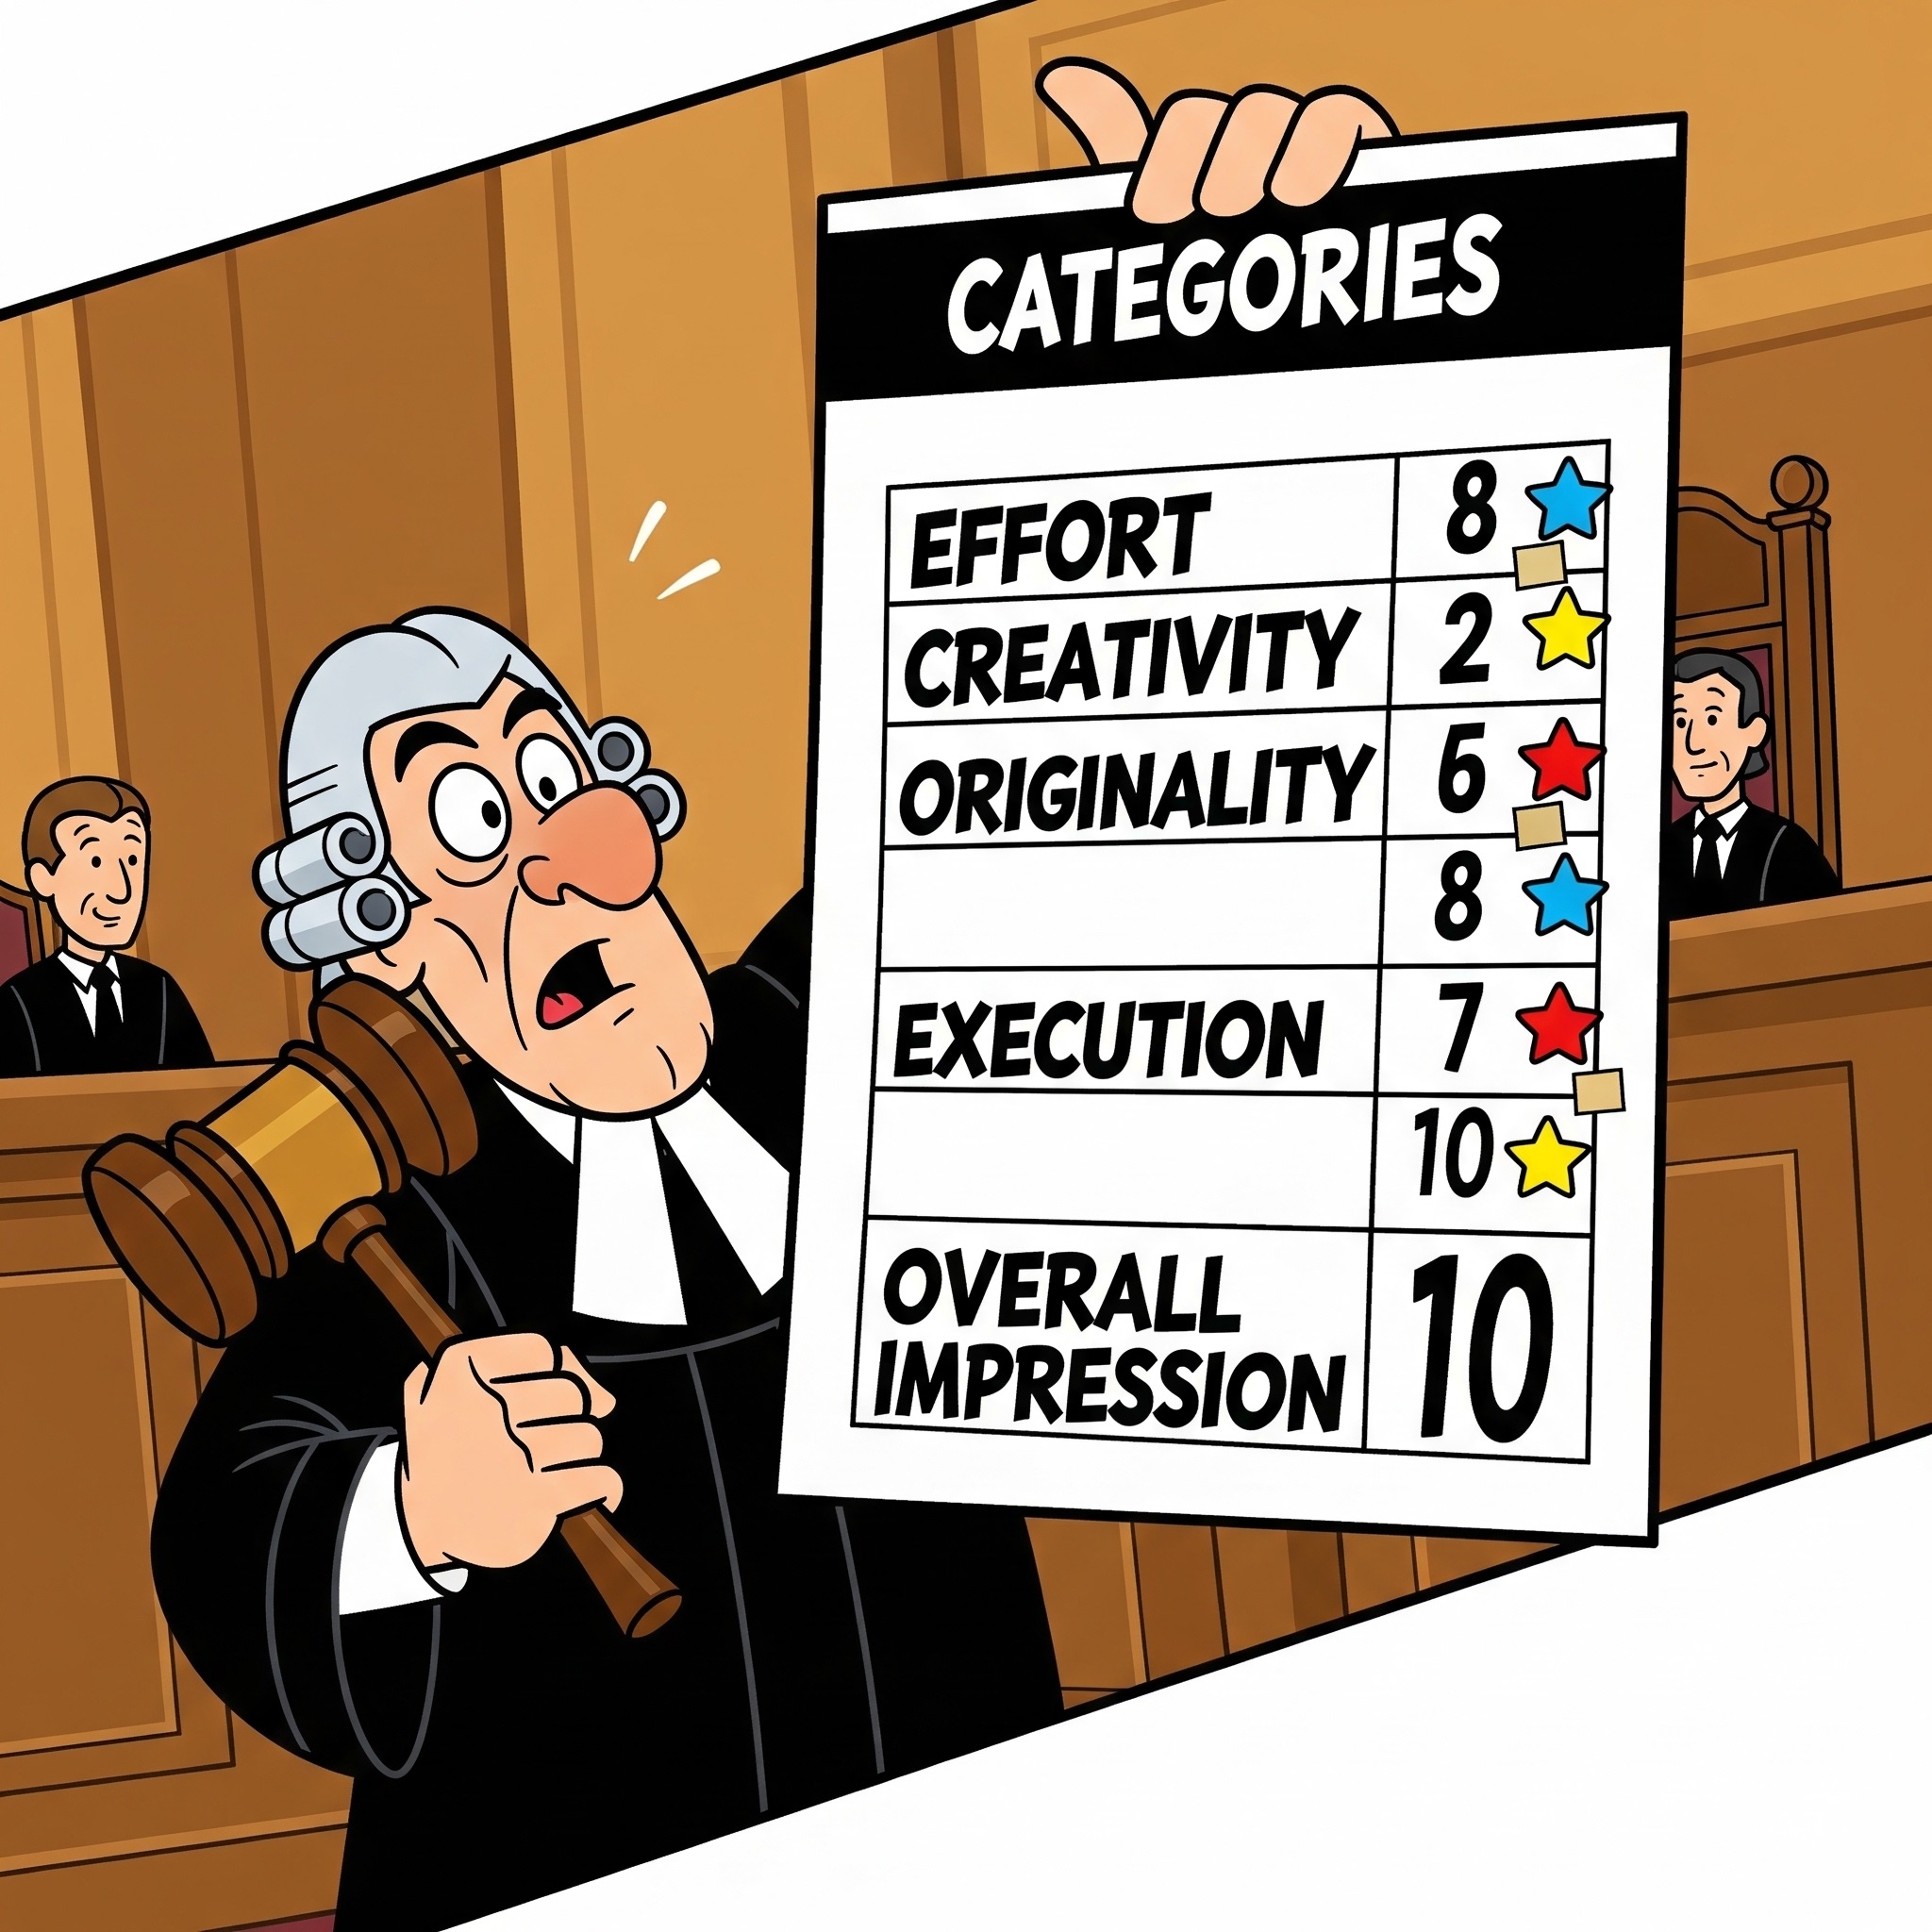 CATEGORIES
EFFORT 8
CREATIVITY 2
ORIGINALITY 6
8
EXECUTION 7
10
OVERALL
IMPRESSION 10